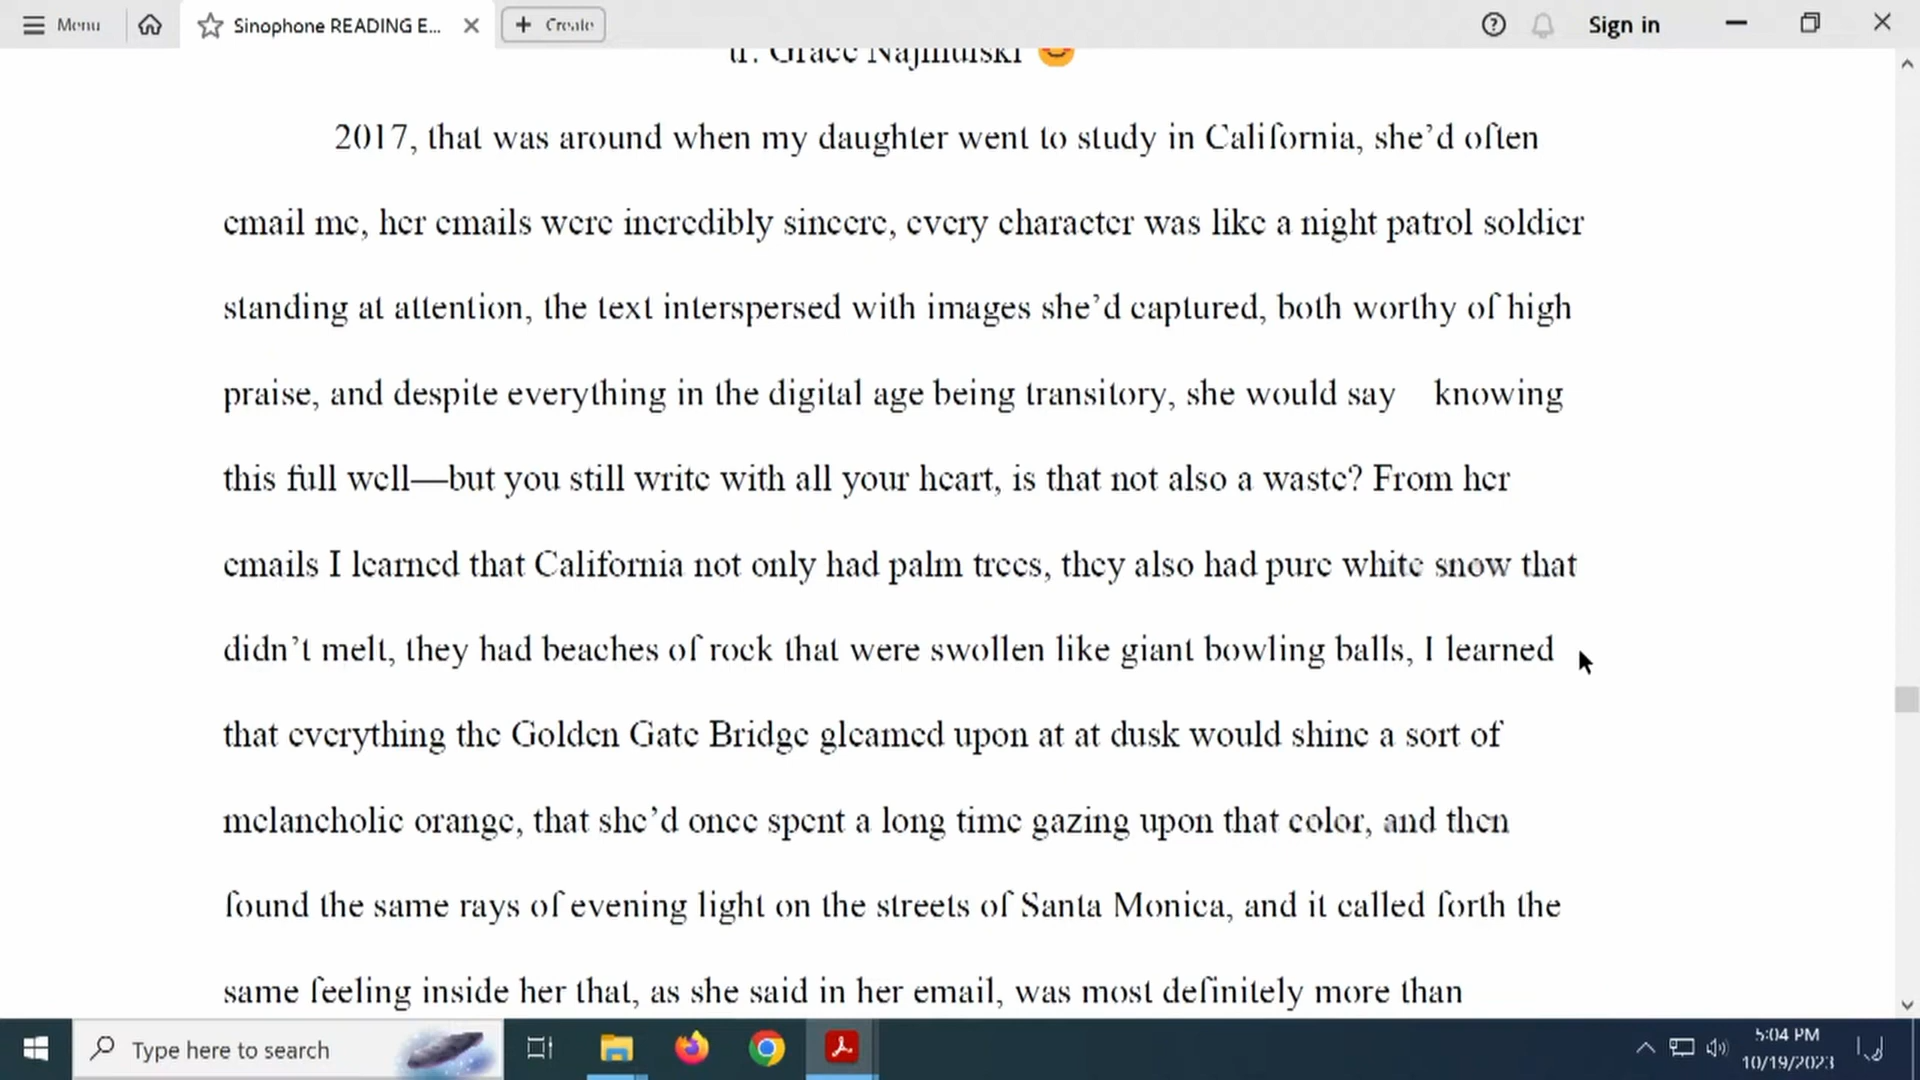 Menu
Sinophone READING E...
Create
Sign in
tr. Grace Najmulski
2017, that was around when my daughter went to study in California, she’d often
email me, her emails were incredibly sincere, every character was like a night patrol soldier
standing at attention, the text interspersed with images she’d captured, both worthy of high
praise, and despite everything in the digital age being transitory, she would say knowing
this full well—but you still write with all your heart, is that not also a waste? From her
emails I learned that California not only had palm trees, they also had pure white snow that
didn’t melt, they had beaches of rock that were swollen like giant bowling balls, I learned
that everything the Golden Gate Bridge gleamed upon at at dusk would shine a sort of
melancholic orange, that she’d once spent a long time gazing upon that color, and then
found the same rays of evening light on the streets of Santa Monica, and it called forth the
same feeling inside her that, as she said in her email, was most definitely more than
Type here to search
5:04 PM
10/19/2023